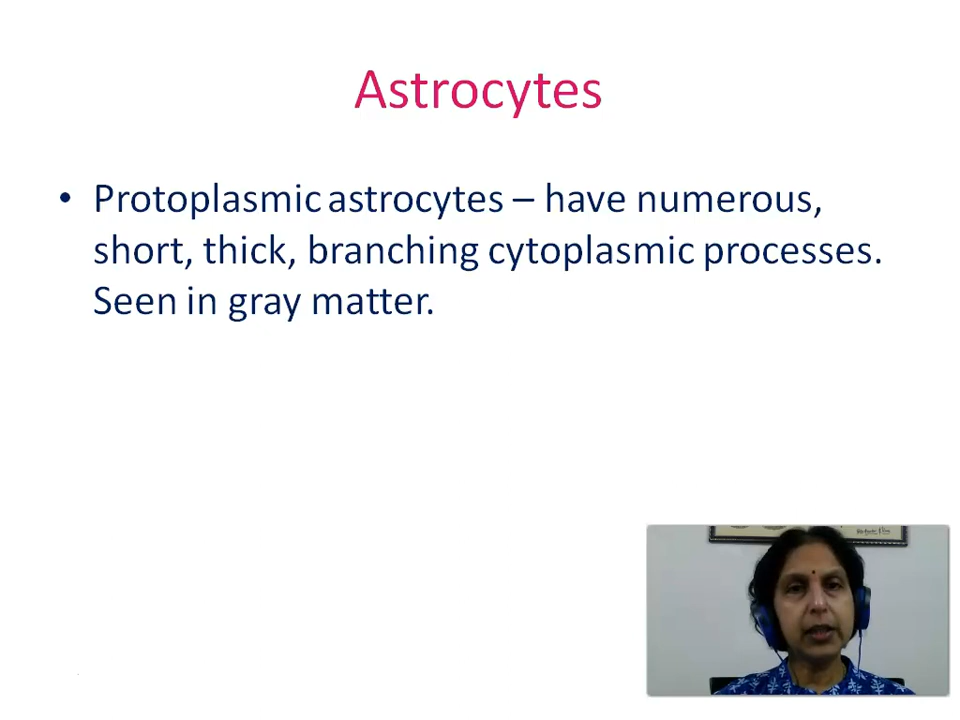 Astrocytes
• Protoplasmic astrocytes – have numerous,
short, thick, branching cytoplasmic processes.
Seen in gray matter.